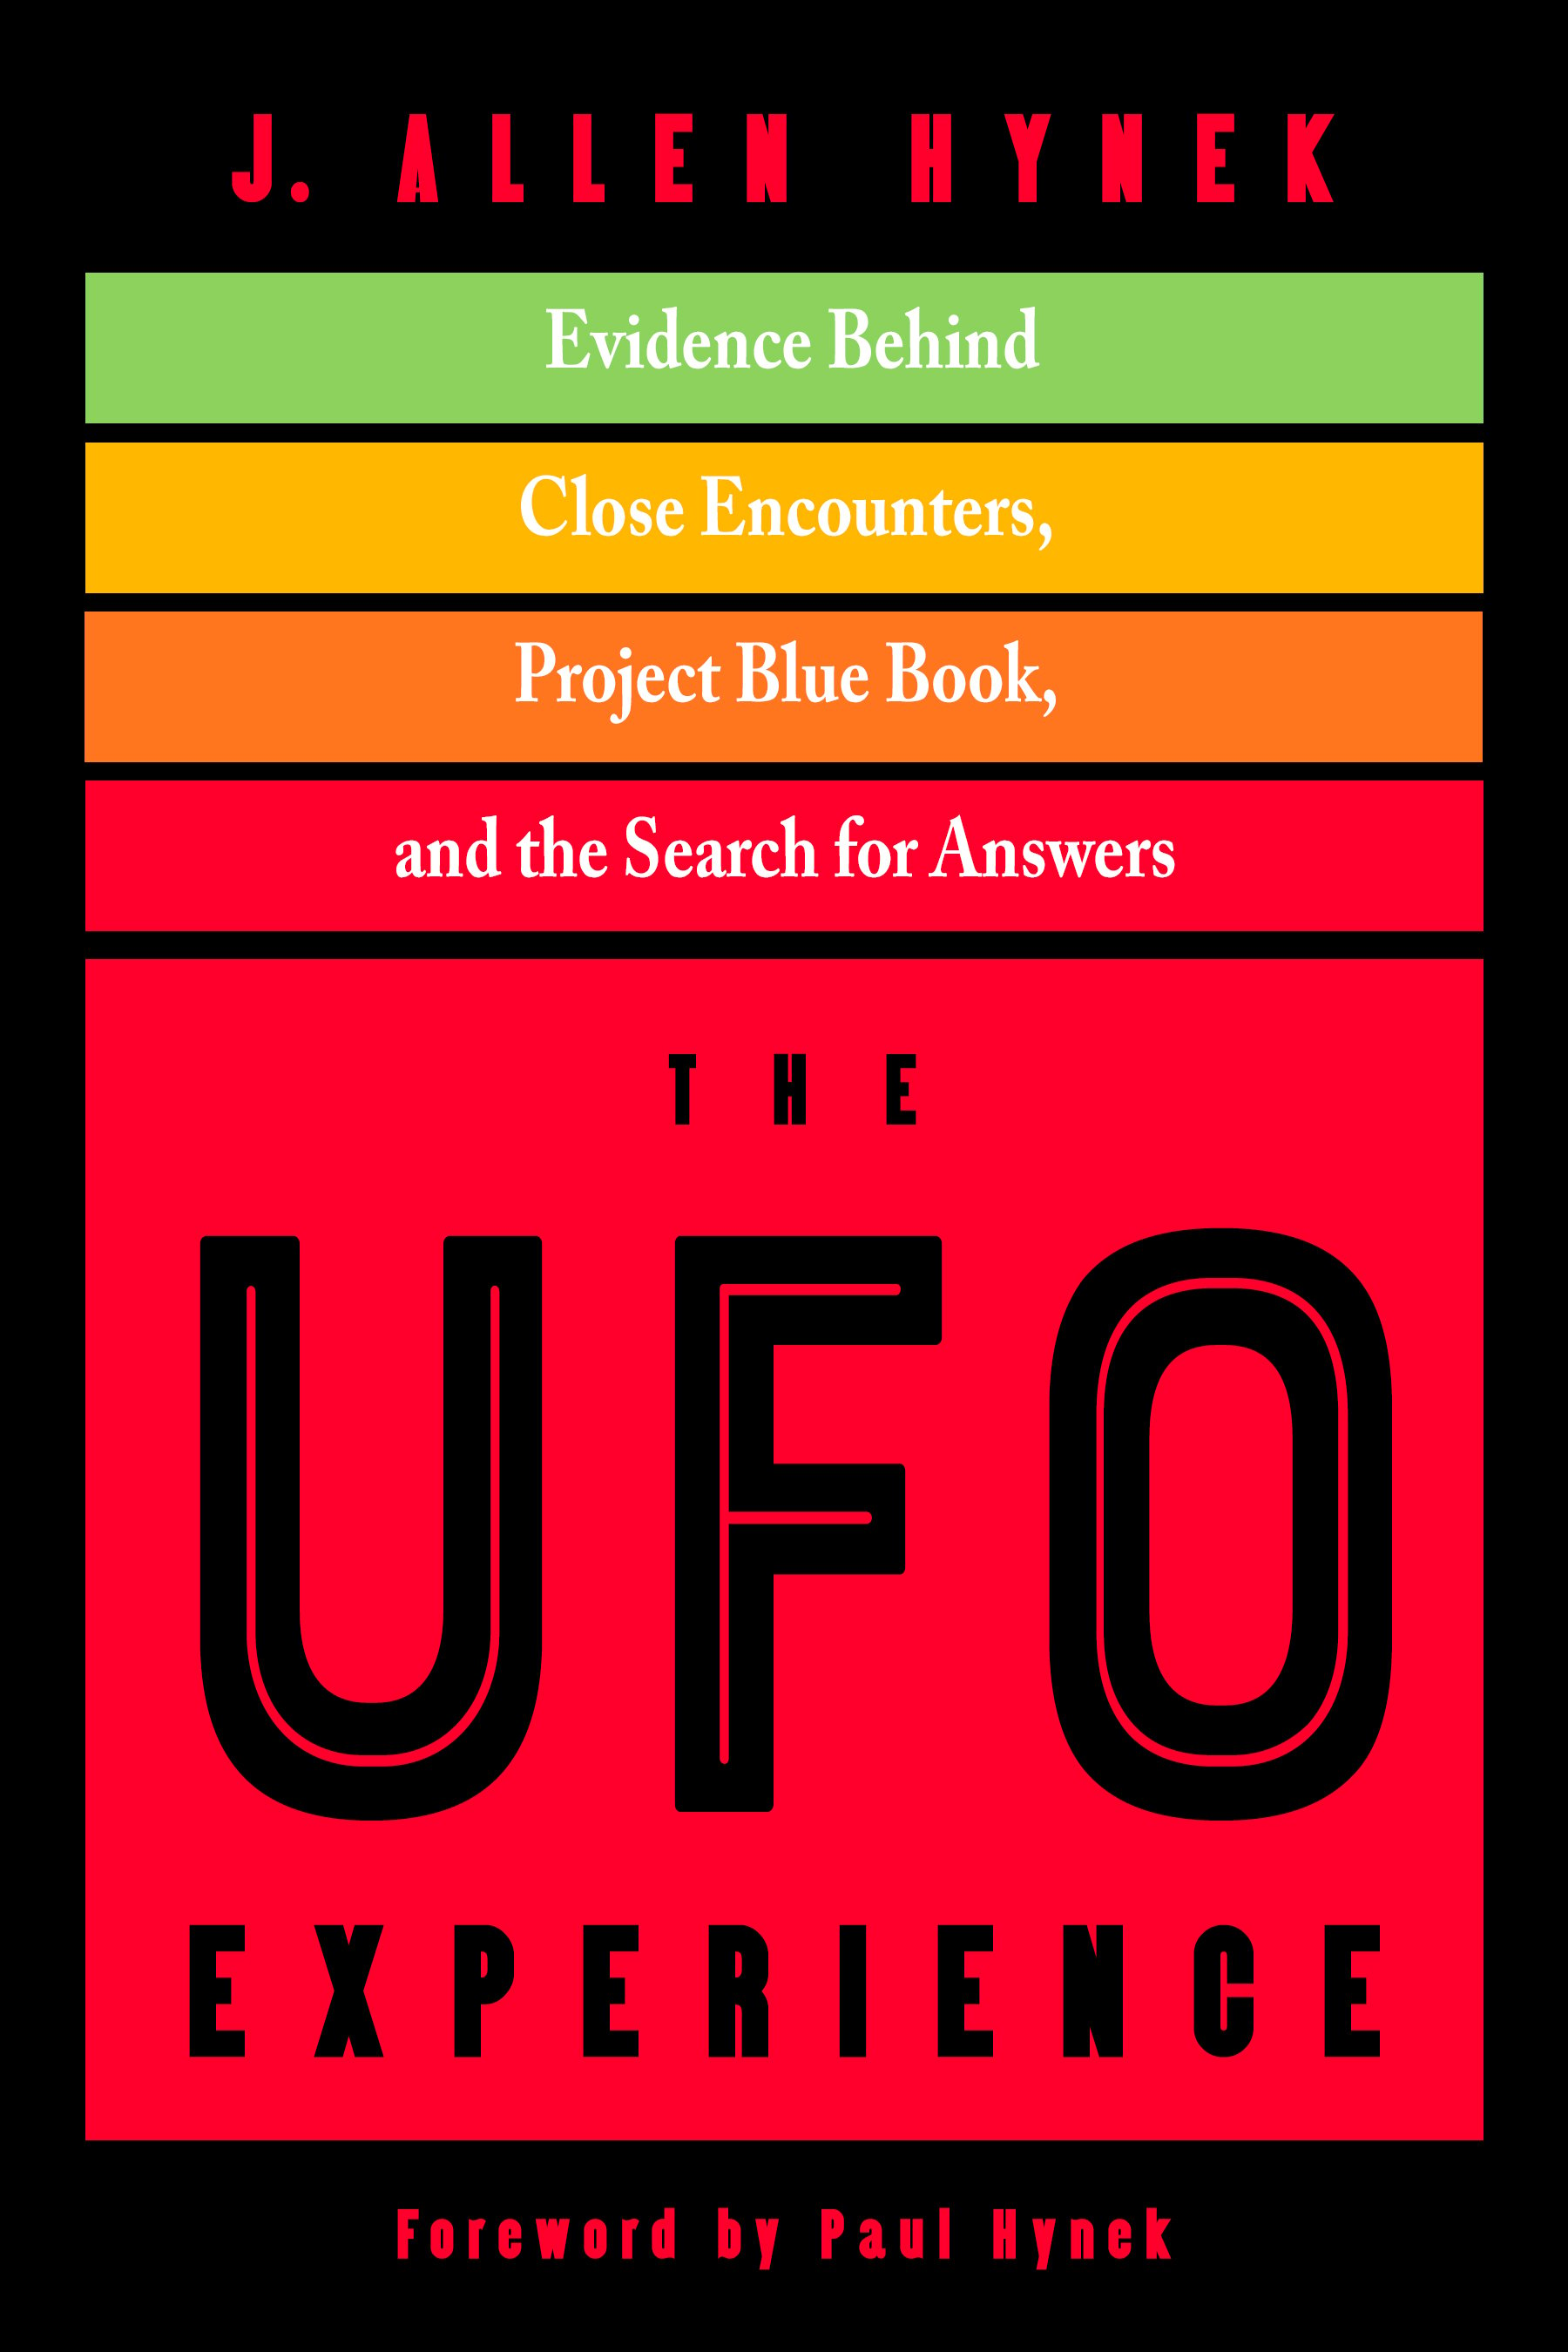 J. ALLEN HYNEK
Evidence Behind
Close Encounters,
Project Blue Book,
and the Search for Answers
THE
UFO
EXPERIENCE
Foreword by Paul Hynek